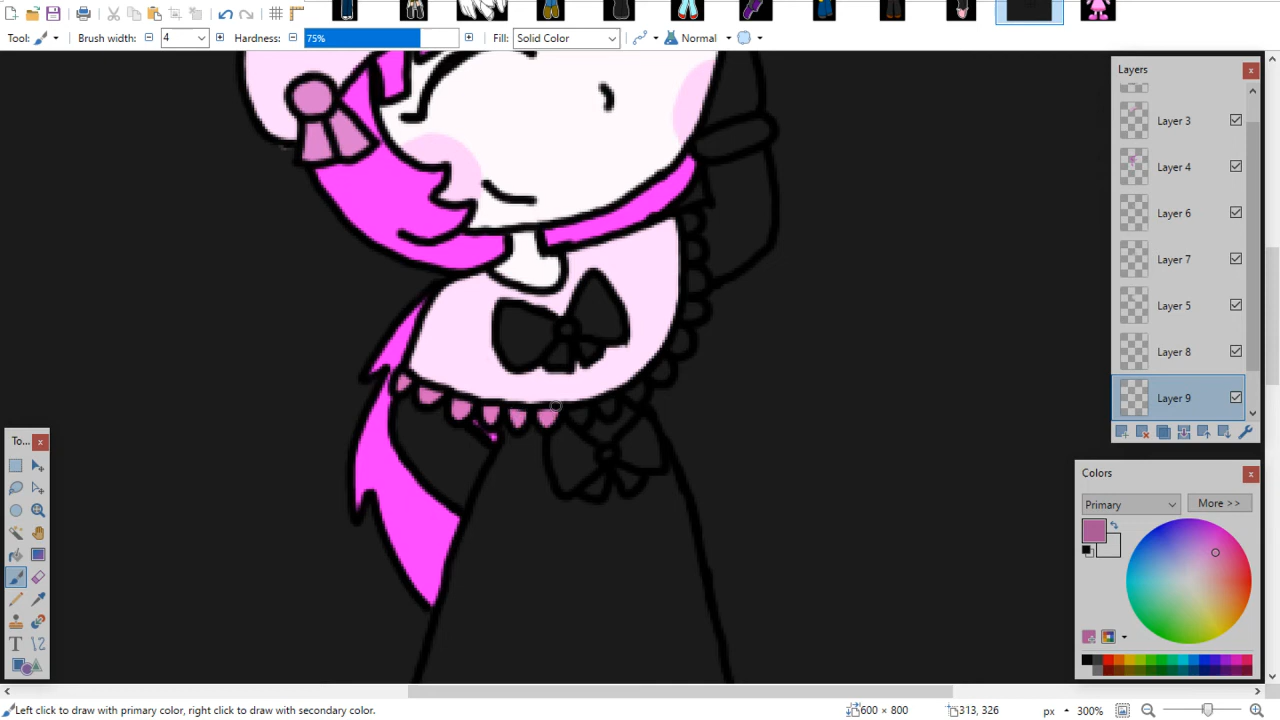 Tool:
Brush width:
4
Hardness:
75%
Fill:
Solid Color
Normal
Layers
Layer 3
Layer 4
Layer 6
Layer 7
Layer 5
Layer 8
Layer 9
To...
Colors
Primary
More >>
Left click to draw with primary color, right click to draw with secondary color.
600 × 800
313, 326
px
300%